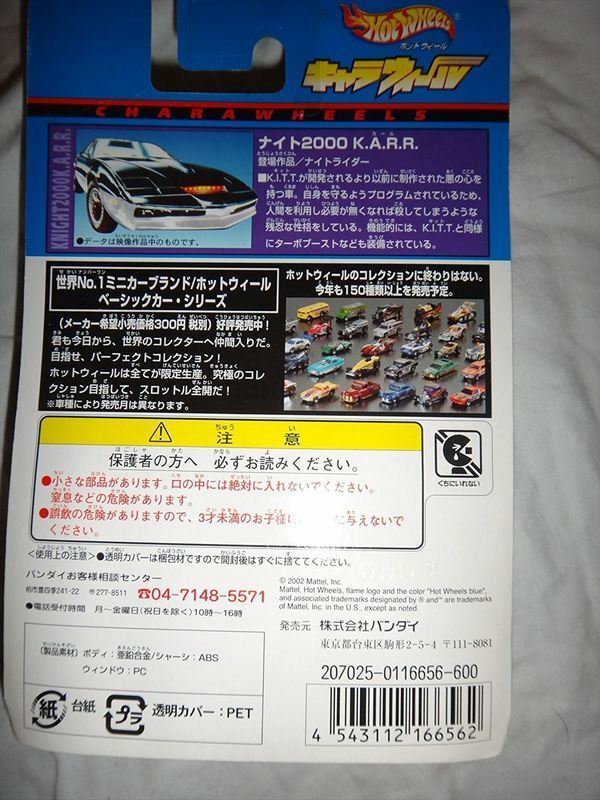 Hot Wheels
ホットウィール
キャラウィール
CHARAWHEELS
KNIGHT2000K.A.R.R.
ナイト2000 K.A.R.R.
登場作品/ナイトライダー
■K.I.T.T.が開発されるより以前に制作された悪の心を
持つ車。自身を守るようプログラムされているため、
人間を利用し必要が無くなれば殺してしまうような
残忍な性格をしている。機能的には、K.I.T.T.と同様
にターボブーストなども装備されている。
●データは映像作品中のものです。
世界No.1ミニカーブランド/ホットウィール
ベーシックカー・シリーズ
(メーカー希望小売価格300円 税別) 好評発売中!
君も今日から、世界のコレクターへ仲間入りだ。
目指せ、パーフェクトコレクション!
ホットウィールは全てが限定生産。究極のコレ
クション目指して、スロットル全開だ!
※車種により発売月は異なります。
ホットウィールのコレクションに終わりはない。
今年も150種類以上を発売予定。
注意
保護者の方へ 必ずお読みください。
●小さな部品があります。口の中には絶対に入れないでください。
窒息などの危険があります。
●誤飲の危険がありますので、3才未満のお子様に
に与えないで
ください。
くちにいれない
<使用上の注意>●透明カバーは梱包材ですので開封後はすぐに捨ててください。
バンダイお客様相談センター
柏市豊四季241-22 〒277-8511 ☎04-7148-5571
●電話受付時間 月〜金曜日(祝日を除く)10時〜16時
© 2002 Mattel, Inc.
Mattel, Hot Wheels, flame logo and the color "Hot Wheels blue",
and associated trademarks designated by ® and ™ are trademarks
of Mattel, Inc. in the U.S., except as noted.
発売元 株式会社バンダイ
東京都台東区駒形2-5-4 〒111-8081
〔製品素材〕ボディ:亜鉛合金/シャーシ:ABS
ウィンドウ:PC
紙 台紙 プラ 透明カバー:PET
207025-0116656-600
4 543112 166562